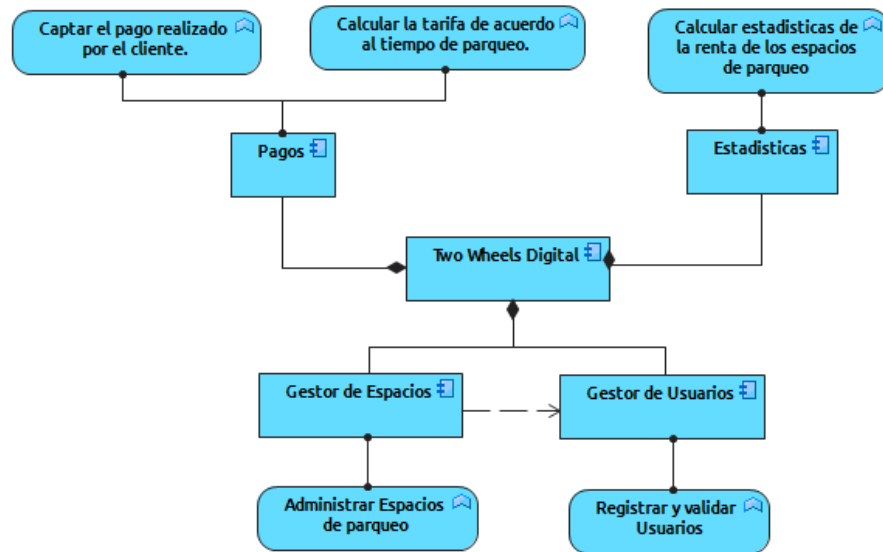 Captar el pago realizado
por el cliente.
Calcular la tarifa de acuerdo
al tiempo de parqueo.
Calcular estadisticas de
la renta de los espacios
de parqueo
Pagos
Estadisticas
Two Wheels Digital
Gestor de Espacios
Gestor de Usuarios
Administrar Espacios
de parqueo
Registrar y validar
Usuarios